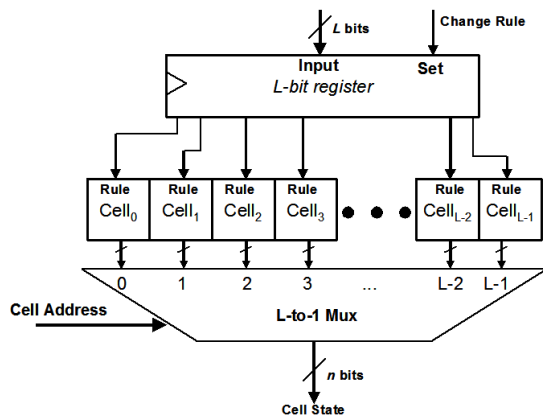 L bits
Change Rule
Input
Set
L-bit register
Rule Rule Rule Rule Rule Rule
Cell0 Cell1 Cell2 Cell3 CellL-2 CellL-1
0 1 2 3 ... L-2 L-1
Cell Address
L-to-1 Mux
n bits
Cell State